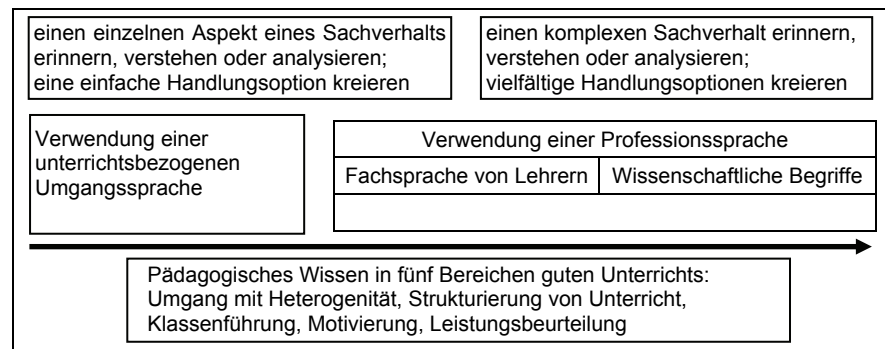 einen einzelnen Aspekt eines Sachverhalts
erinnern, verstehen oder analysieren;
eine einfache Handlungsoption kreieren
einen komplexen Sachverhalt erinnern,
verstehen oder analysieren;
vielfältige Handlungsoptionen kreieren
Verwendung einer
unterrichtsbezogenen
Umgangssprache
Verwendung einer Professionssprache
Fachsprache von Lehrern
Wissenschaftliche Begriffe
Pädagogisches Wissen in fünf Bereichen guten Unterrichts:
Umgang mit Heterogenität, Strukturierung von Unterricht,
Klassenführung, Motivierung, Leistungsbeurteilung